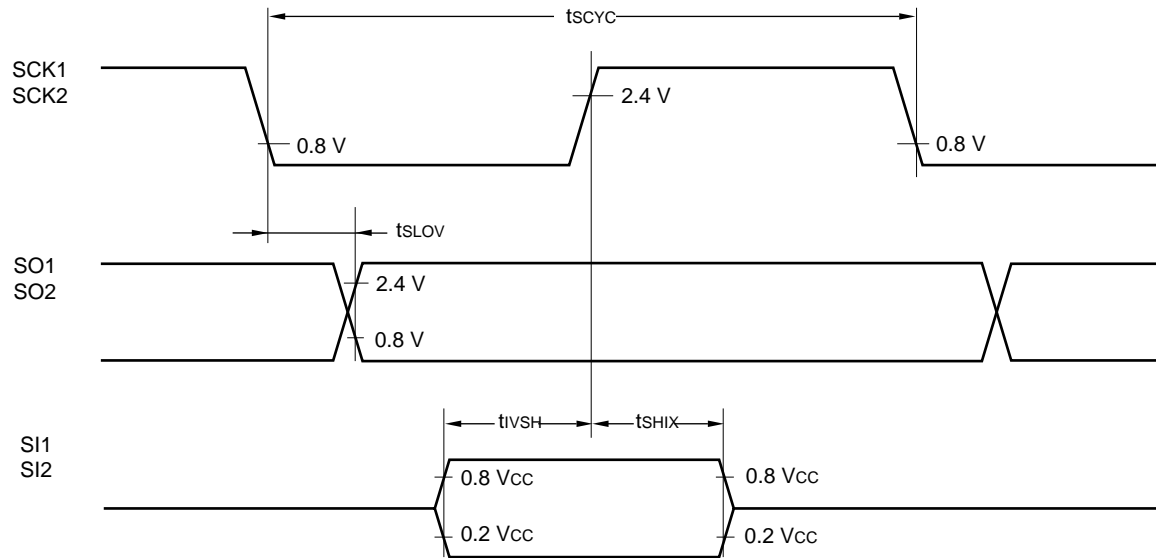 tSCYC
SCK1
SCK2
2.4 V
0.8 V
0.8 V
tSLOV
SO1
SO2
2.4 V
0.8 V
tIVSH
tSHIX
SI1
SI2
0.8 VCC
0.8 VCC
0.2 VCC
0.2 VCC